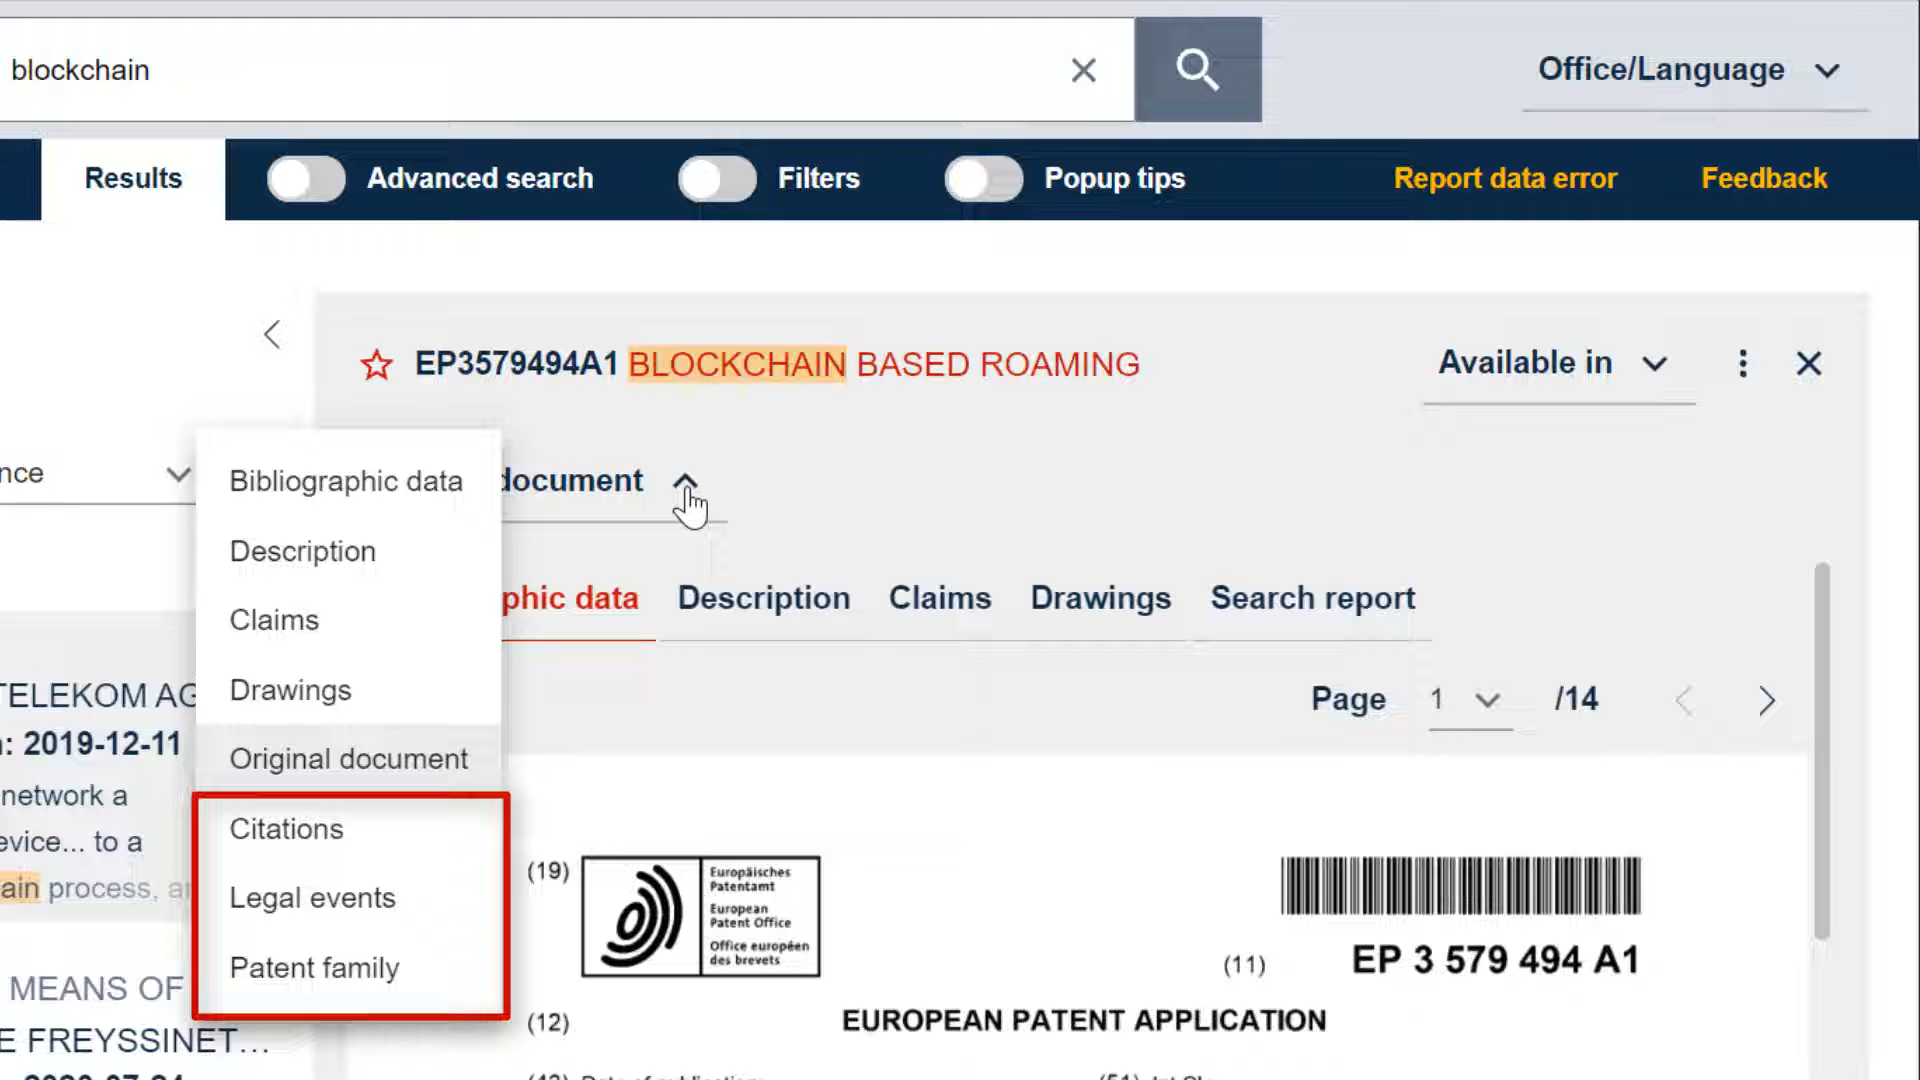 blockchain
Office/Language
Results
Advanced search
Filters
Popup tips
Report data error
Feedback
EP3579494A1 BLOCKCHAIN BASED ROAMING
Available in
nce
Bibliographic data
Description
Claims
Drawings
Original document
Citations
Legal events
Patent family
document
phic data
Description
Claims
Drawings
Search report
Page 1 /14
TELEKOM AG
: 2019-12-11
network a
evice... to a
ain process, a
MEANS OF
E FREYSSINET...
(19)
Europäisches
Patentamt
European
Patent Office
Office européen
des brevets
(11)
EP 3 579 494 A1
(12)
EUROPEAN PATENT APPLICATION